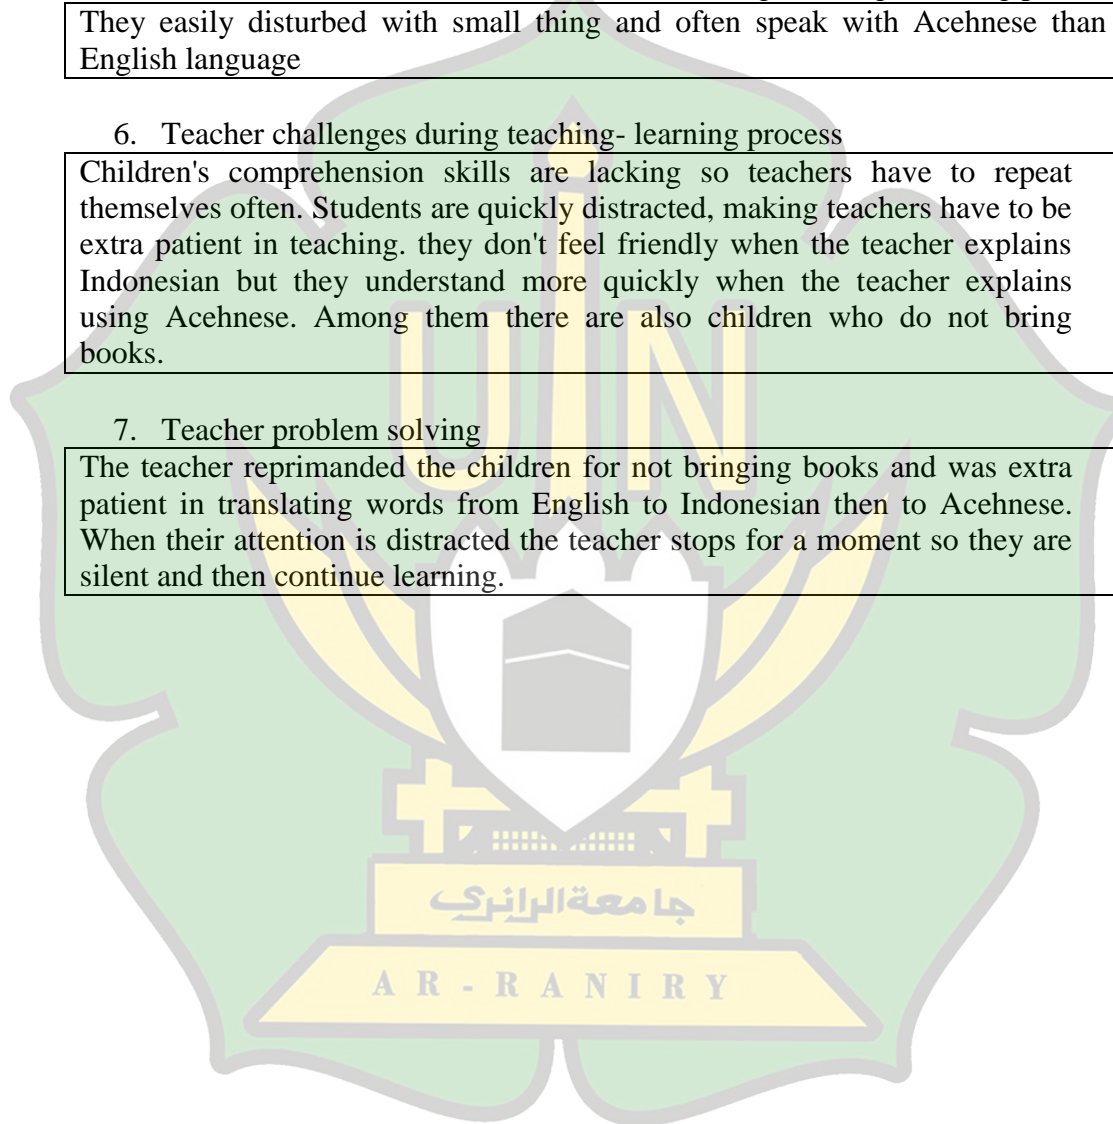 They easily disturbed with small thing and often speak with Acehnese than
English language
6. Teacher challenges during teaching- learning process
Children's comprehension skills are lacking so teachers have to repeat
themselves often. Students are quickly distracted, making teachers have to be
extra patient in teaching. they don't feel friendly when the teacher explains
Indonesian but they understand more quickly when the teacher explains
using Acehnese. Among them there are also children who do not bring
books.
7. Teacher problem solving
The teacher reprimanded the children for not bringing books and was extra
patient in translating words from English to Indonesian then to Acehnese.
When their attention is distracted the teacher stops for a moment so they are
silent and then continue learning.
UIN
جامعة الرانري
AR-RANIRY